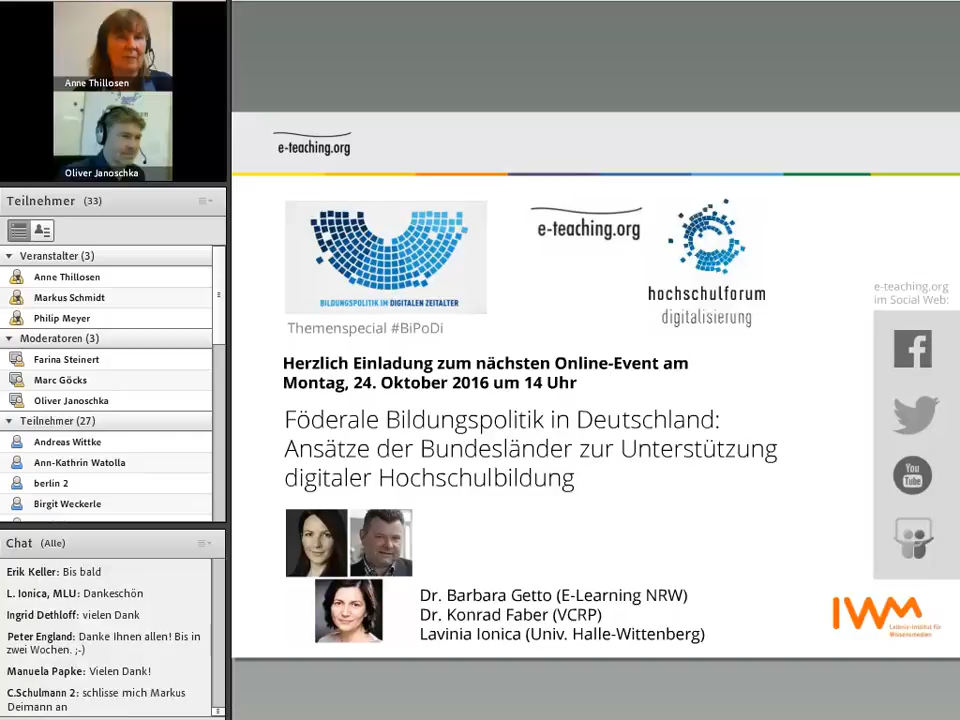 Anne Thillosen
Oliver Janoschka
Teilnehmer (33)
Veranstalter (3)
Anne Thillosen
Markus Schmidt
Philip Meyer
Moderatoren (3)
Farina Steinert
Marc Göcks
Oliver Janoschka
Teilnehmer (27)
Andreas Wittke
Ann-Kathrin Watolla
berlin 2
Birgit Weckerle
Chat (Alle)
Erik Keller: Bis bald
L. Ionica, MLU: Dankeschön
Ingrid Dethloff: vielen Dank
Peter England: Danke Ihnen allen! Bis in
zwei Wochen. ;-)
Manuela Papke: Vielen Dank!
C.Schulmann 2: schlisse mich Markus
Deimann an
e-teaching.org
BILDUNGSPOLITIK IM DIGITALEN ZEITALTER
Themenspecial #BiPoDi
e-teaching.org
hochschulforum
digitalisierung
e-teaching.org
im Social Web:
You
Tube
Herzlich Einladung zum nächsten Online-Event am
Montag, 24. Oktober 2016 um 14 Uhr
Föderale Bildungspolitik in Deutschland:
Ansätze der Bundesländer zur Unterstützung
digitaler Hochschulbildung
Dr. Barbara Getto (E-Learning NRW)
Dr. Konrad Faber (VCRP)
Lavinia Ionica (Univ. Halle-Wittenberg)
IWM
Leibniz-Institut für
Wissensmedien